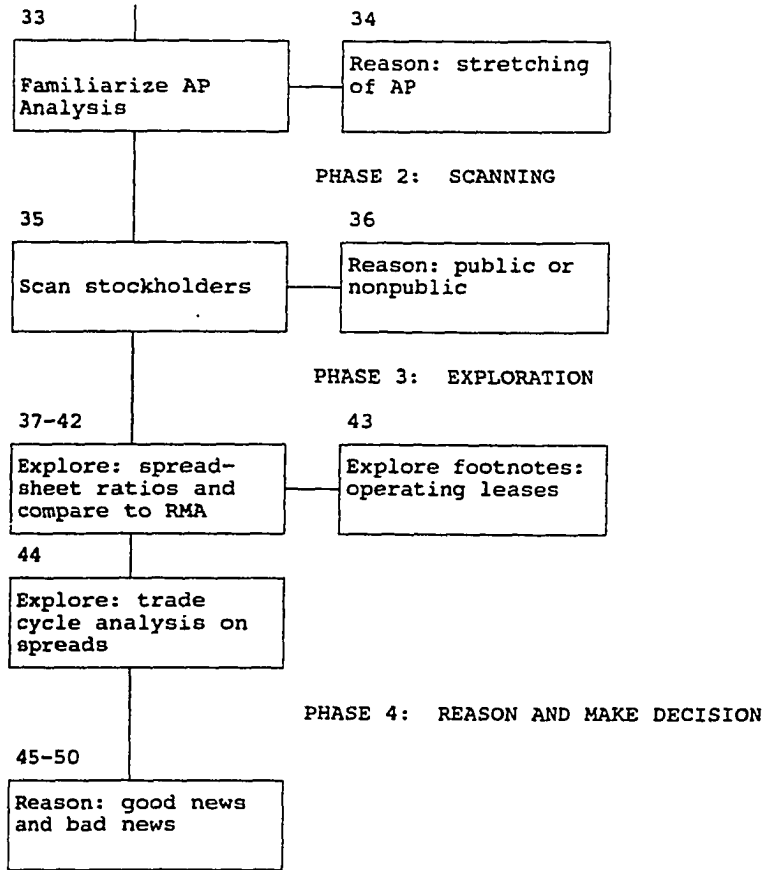 33
34
Familiarize AP
Analysis
Reason: stretching
of AP
PHASE 2: SCANNING
35
36
Scan stockholders
Reason: public or
nonpublic
PHASE 3: EXPLORATION
37-42
43
Explore: spread-
sheet ratios and
compare to RMA
Explore footnotes:
operating leases
44
Explore: trade
cycle analysis on
spreads
PHASE 4: REASON AND MAKE DECISION
45-50
Reason: good news
and bad news